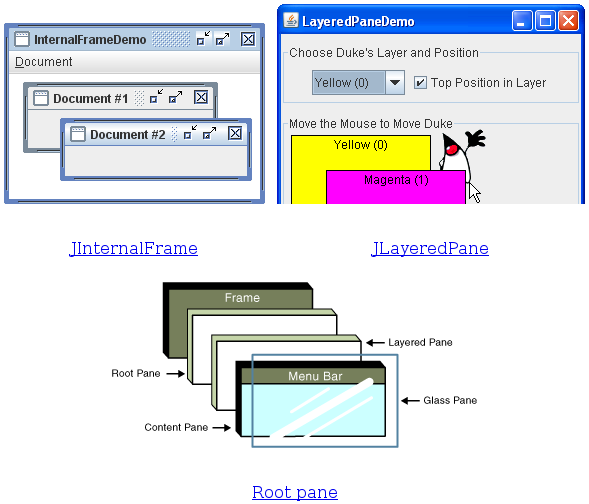 InternalFrameDemo
Document
Document #1
Document #2
LayeredPaneDemo
Choose Duke's Layer and Position
Yellow (0)
Top Position in Layer
Move the Mouse to Move Duke
Yellow (0)
Magenta (1)
JInternalFrame
JLayeredPane
Frame
Layered Pane
Root Pane
Menu Bar
Glass Pane
Content Pane
Root pane